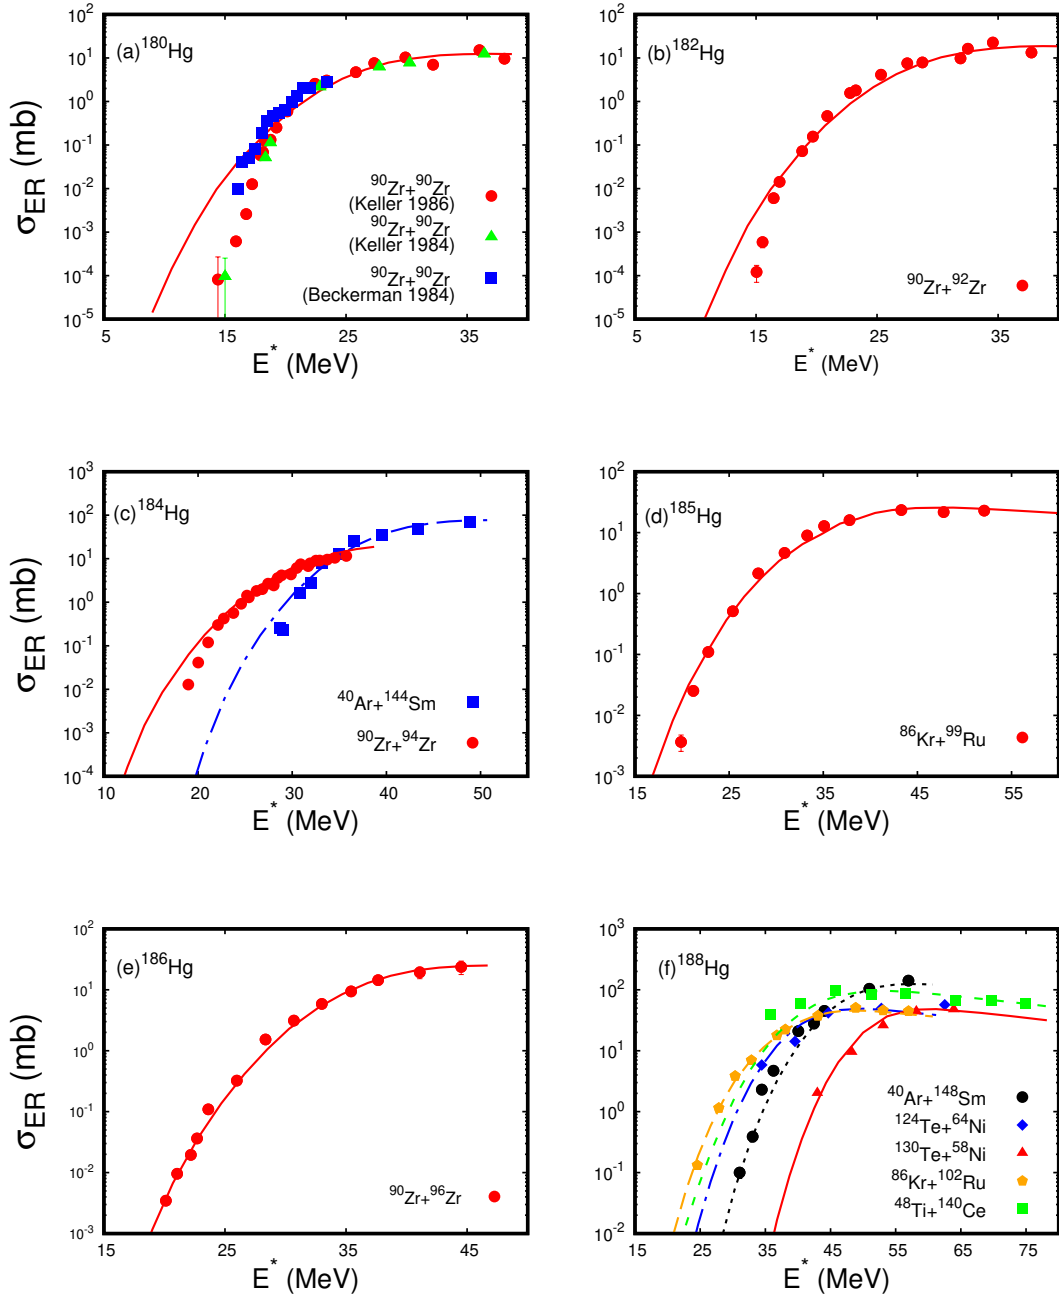 σER (mb)
10^2
10^1
10^0
10^-1
10^-2
10^-3
10^-4
10^-5
(a)^180Hg
^90Zr+^90Zr
(Keller 1986)
^90Zr+^90Zr
(Keller 1984)
^90Zr+^90Zr
(Beckerman 1984)
5 15 25 35
E* (MeV)
10^2
10^1
10^0
10^-1
10^-2
10^-3
10^-4
10^-5
(b)^182Hg
^90Zr+^92Zr
5 10 15 20 25 30 35
E* (MeV)
σER (mb)
10^3
10^2
10^1
10^0
10^-1
10^-2
10^-3
10^-4
(c)^184Hg
^40Ar+^144Sm
^90Zr+^94Zr
10 20 30 40 50
E* (MeV)
10^2
10^1
10^0
10^-1
10^-2
10^-3
(d)^185Hg
^86Kr+^99Ru
15 25 35 45 55
E* (MeV)
σER (mb)
10^2
10^1
10^0
10^-1
10^-2
10^-3
(e)^186Hg
^90Zr+^96Zr
15 25 35 45
E* (MeV)
10^3
10^2
10^1
10^0
10^-1
10^-2
(f)^188Hg
^40Ar+^148Sm
^124Te+^64Ni
^130Te+^58Ni
^86Kr+^102Ru
^48Ti+^140Ce
15 25 35 45 55 65 75
E* (MeV)